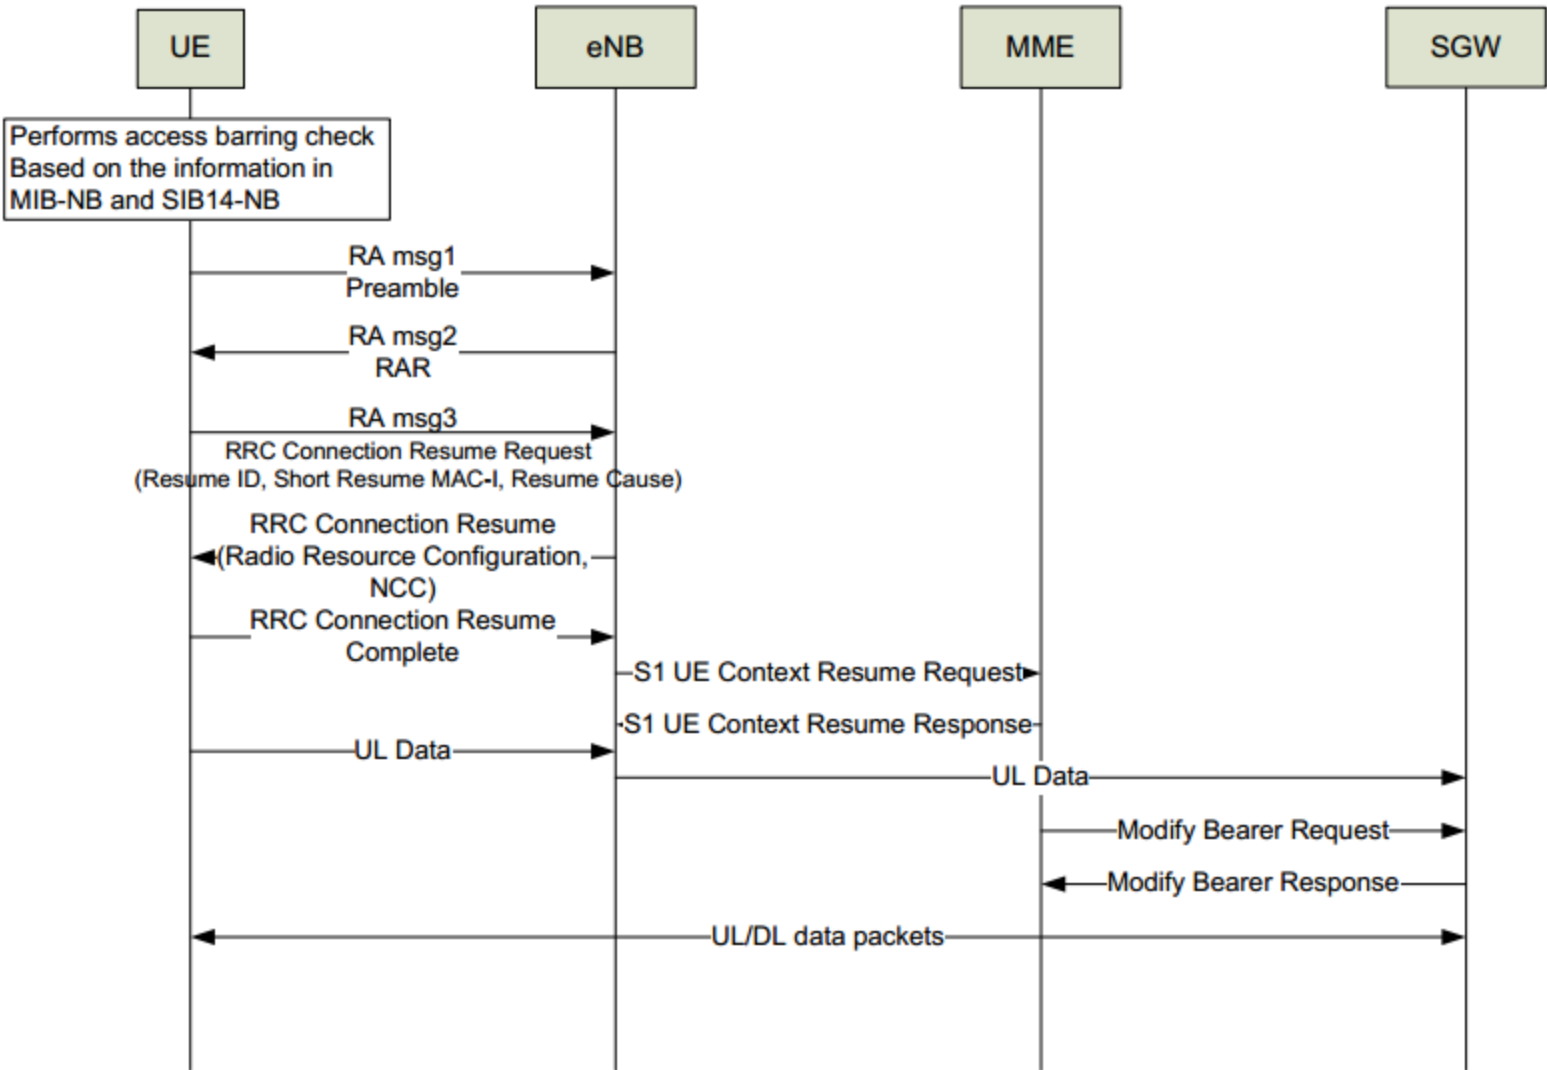 UE
eNB
MME
SGW
Performs access barring check
Based on the information in
MIB-NB and SIB14-NB
RA msg1
Preamble
RA msg2
RAR
RA msg3
RRC Connection Resume Request
(Resume ID, Short Resume MAC-I, Resume Cause)
RRC Connection Resume
(Radio Resource Configuration,
NCC)
RRC Connection Resume
Complete
S1 UE Context Resume Request
S1 UE Context Resume Response
UL Data
UL Data
Modify Bearer Request
Modify Bearer Response
UL/DL data packets